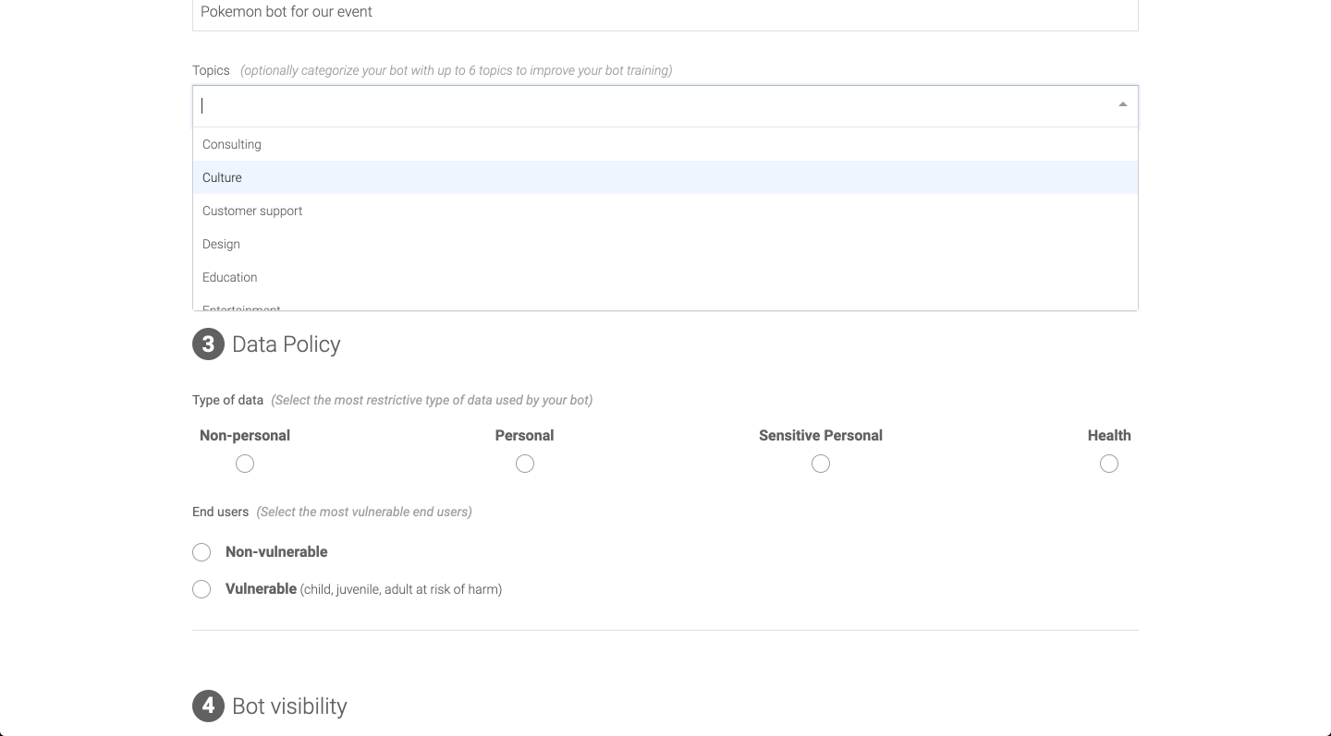 Pokemon bot for our event
Topics (optionally categorize your bot with up to 6 topics to improve your bot training)
Consulting
Culture
Customer support
Design
Education
Entertainment
3 Data Policy
Type of data (Select the most restrictive type of data used by your bot)
Non-personal Personal Sensitive Personal Health
End users (Select the most vulnerable end users)
Non-vulnerable
Vulnerable (child, juvenile, adult at risk of harm)
4 Bot visibility